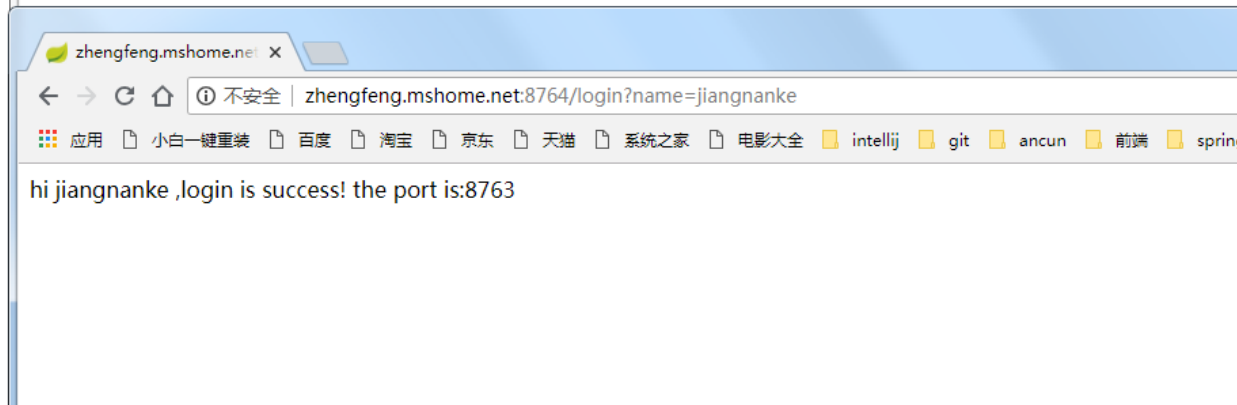 zhengfeng.mshome.net
不安全 zhengfeng.mshome.net:8764/login?name=jiangnanke
应用 小白一键重装 百度 淘宝 京东 天猫 系统之家 电影大全 intellij git ancun 前端 spring
hi jiangnanke ,login is success! the port is:8763